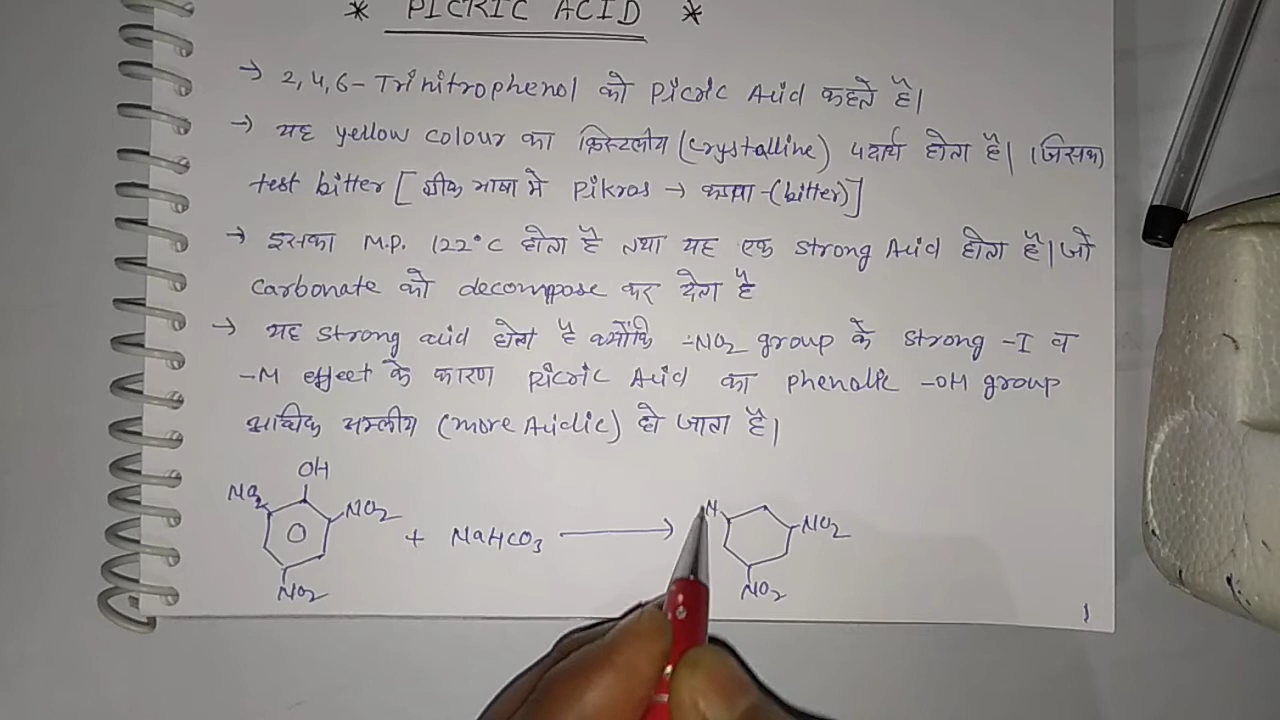 * PICRIC ACID *
→ 2,4,6-Trinitrophenol को Picric Acid कहते है।
→ यह yellow colour का क्रिस्टलीय (crystalline) पदार्थ होता है। (जिसका)
test bitter [ग्रीक भाषा मे Pikros → कड़वा-(bitter)]
→ इसका M.P. 122°C होता है तथा यह एक strong Acid होता है। जो
carbonate को decompose कर देता है
→ यह strong acid होता है क्योंकि -NO2 group के strong -I व
-M effect के कारण Picric Acid का phenolic -OH group
अधिक अम्लीय (more Acidic) हो जाता है।
OH
NO2 NO2 + NaHCO3 → N NO2
NO2 NO2